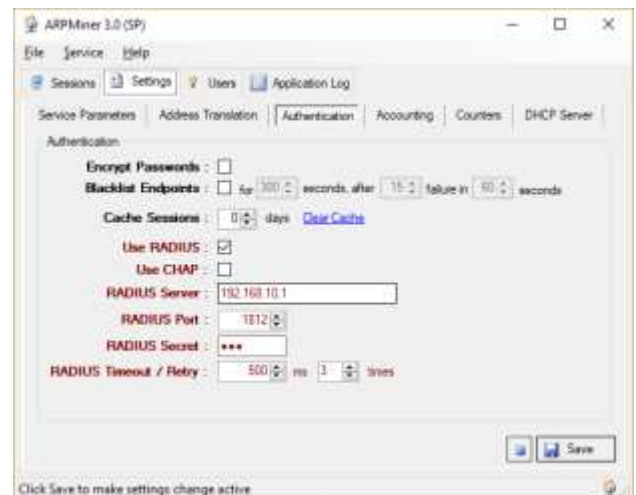 ARPMiner 3.0 (SP)
File Service Help
Sessions Settings Users Application Log
Service Parameters Address Translation Authentication Accounting Counters DHCP Server
Authentication
Encrypt Passwords :
Blacklist Endpoints : for 300 seconds, after 15 failure in 60 seconds
Cache Sessions : 0 days Clear Cache
Use RADIUS :
Use CHAP :
RADIUS Server : 192.168.10.1
RADIUS Port : 1812
RADIUS Secret : •••
RADIUS Timeout / Retry : 500 ms 3 times
Save
Click Save to make settings change active